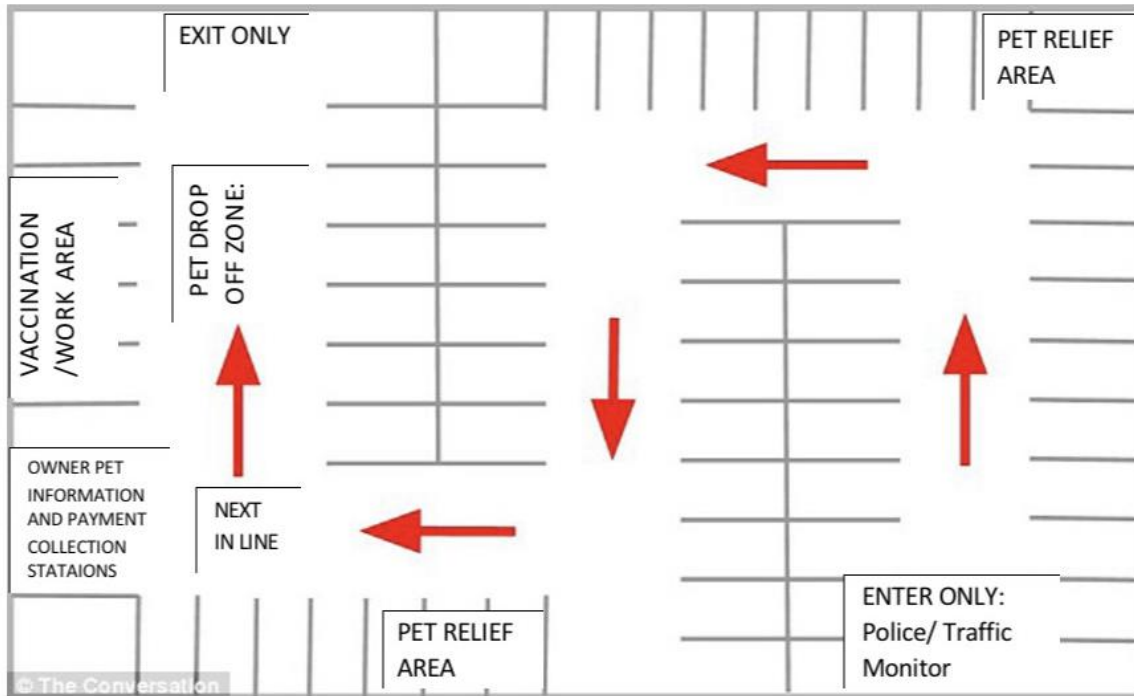 EXIT ONLY
PET RELIEF
AREA
VACCINATION
/WORK AREA
PET DROP
OFF ZONE:
OWNER PET
INFORMATION
AND PAYMENT
COLLECTION
STATAIONS
NEXT
IN LINE
PET RELIEF
AREA
ENTER ONLY:
Police/ Traffic
Monitor
© The Conversation